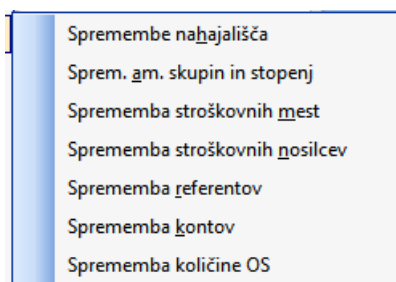 Spremembe nahajališča
Sprem. am. skupin in stopenj
Sprememba stroškovnih mest
Sprememba stroškovnih nosilcev
Sprememba referentov
Sprememba kontov
Sprememba količine OS